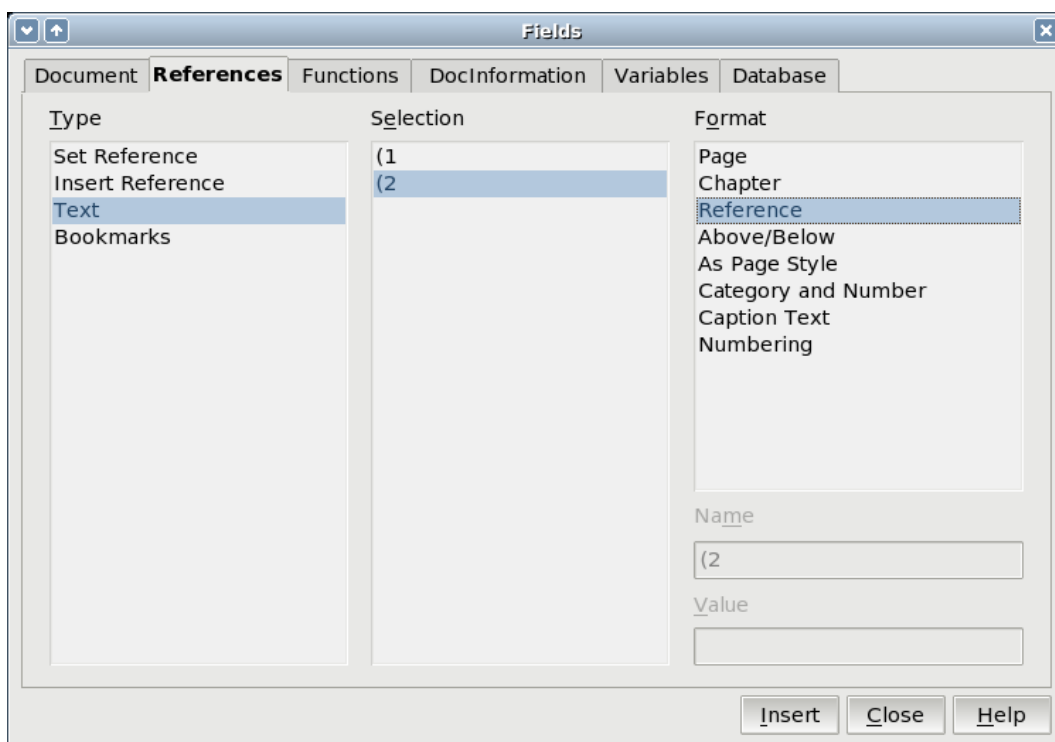 Fields
Document References Functions DocInformation Variables Database
Type
Set Reference
Insert Reference
Text
Bookmarks
Selection
(1
(2
Format
Page
Chapter
Reference
Above/Below
As Page Style
Category and Number
Caption Text
Numbering
Name
(2
Value
Insert Close Help